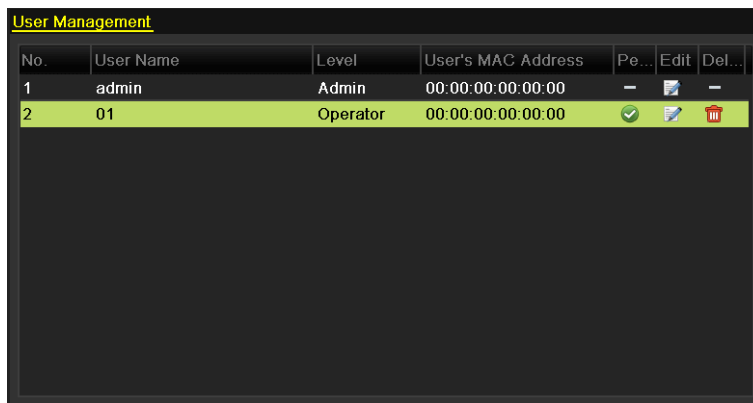 User Management
No. User Name Level User's MAC Address Pe... Edit Del...
1 admin Admin 00:00:00:00:00:00 – –
2 01 Operator 00:00:00:00:00:00